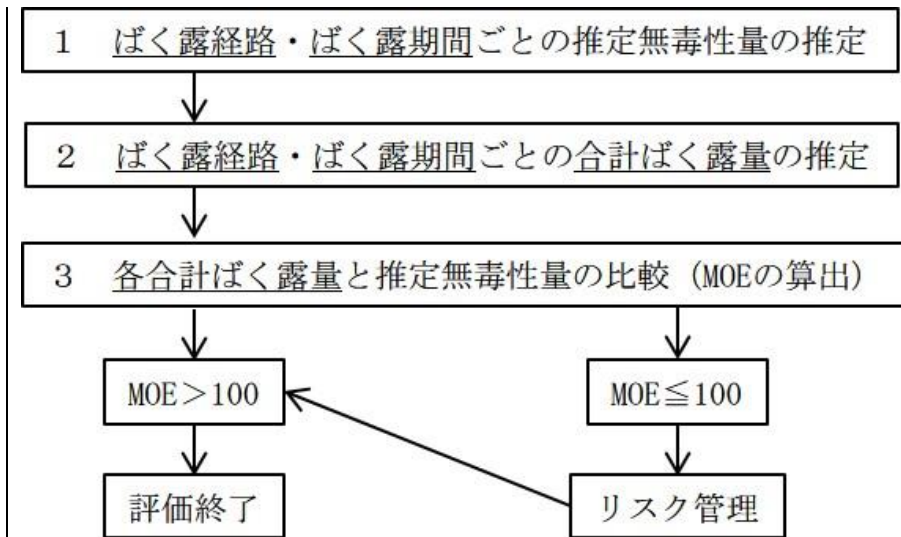 1 ばく露経路・ばく露期間ごとの推定無毒性量の推定
2 ばく露経路・ばく露期間ごとの合計ばく露量の推定
3 各合計ばく露量と推定無毒性量の比較（MOEの算出）
MOE＞100
MOE≦100
評価終了
リスク管理